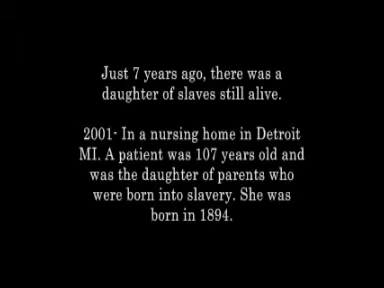 Just 7 years ago, there was a
daughter of slaves still alive.
2001- In a nursing home in Detroit
MI. A patient was 107 years old and
was the daughter of parents who
were born into slavery. She was
born in 1894.